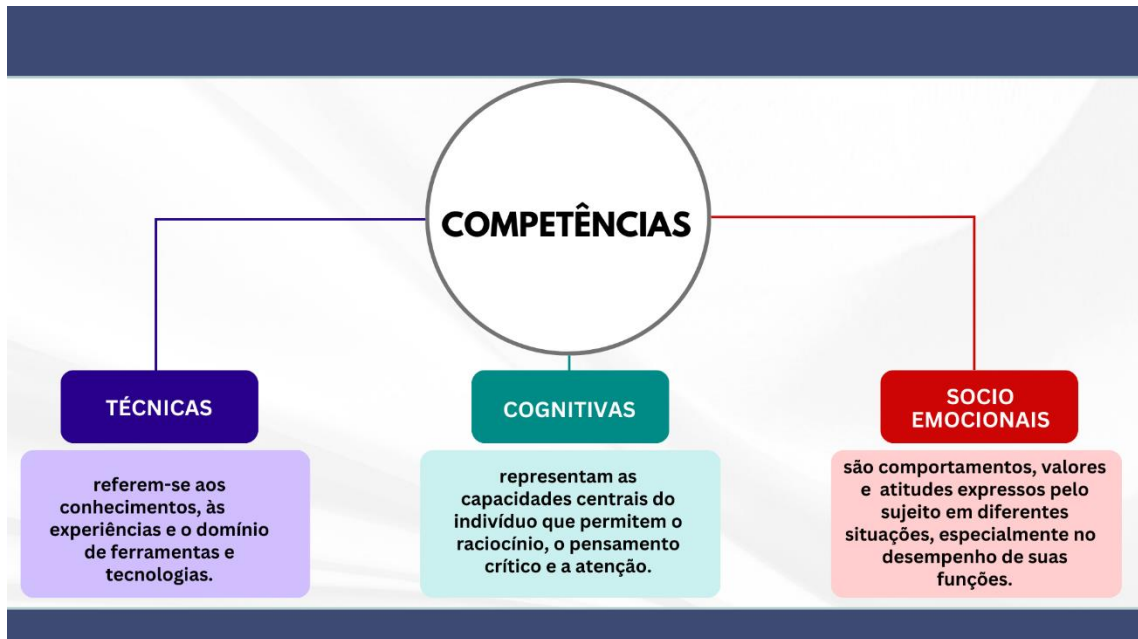 COMPETÊNCIAS
TÉCNICAS
referem-se aos
conhecimentos, às
experiências e o domínio
de ferramentas e
tecnologias.
COGNITIVAS
representam as
capacidades centrais do
indivíduo que permitem o
raciocínio, o pensamento
crítico e a atenção.
SOCIO
EMOCIONAIS
são comportamentos, valores
e atitudes expressos pelo
sujeito em diferentes
situações, especialmente no
desempenho de suas
funções.